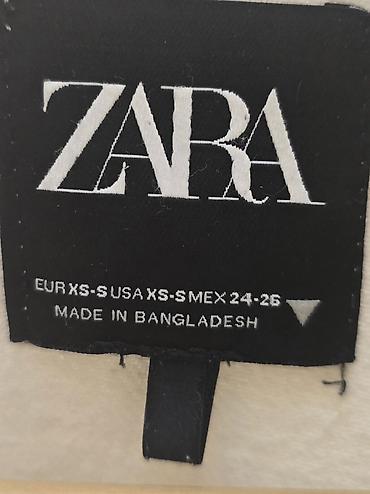 ZARA
EUR XS-S USA XS-S MEX 24-26
MADE IN BANGLADESH